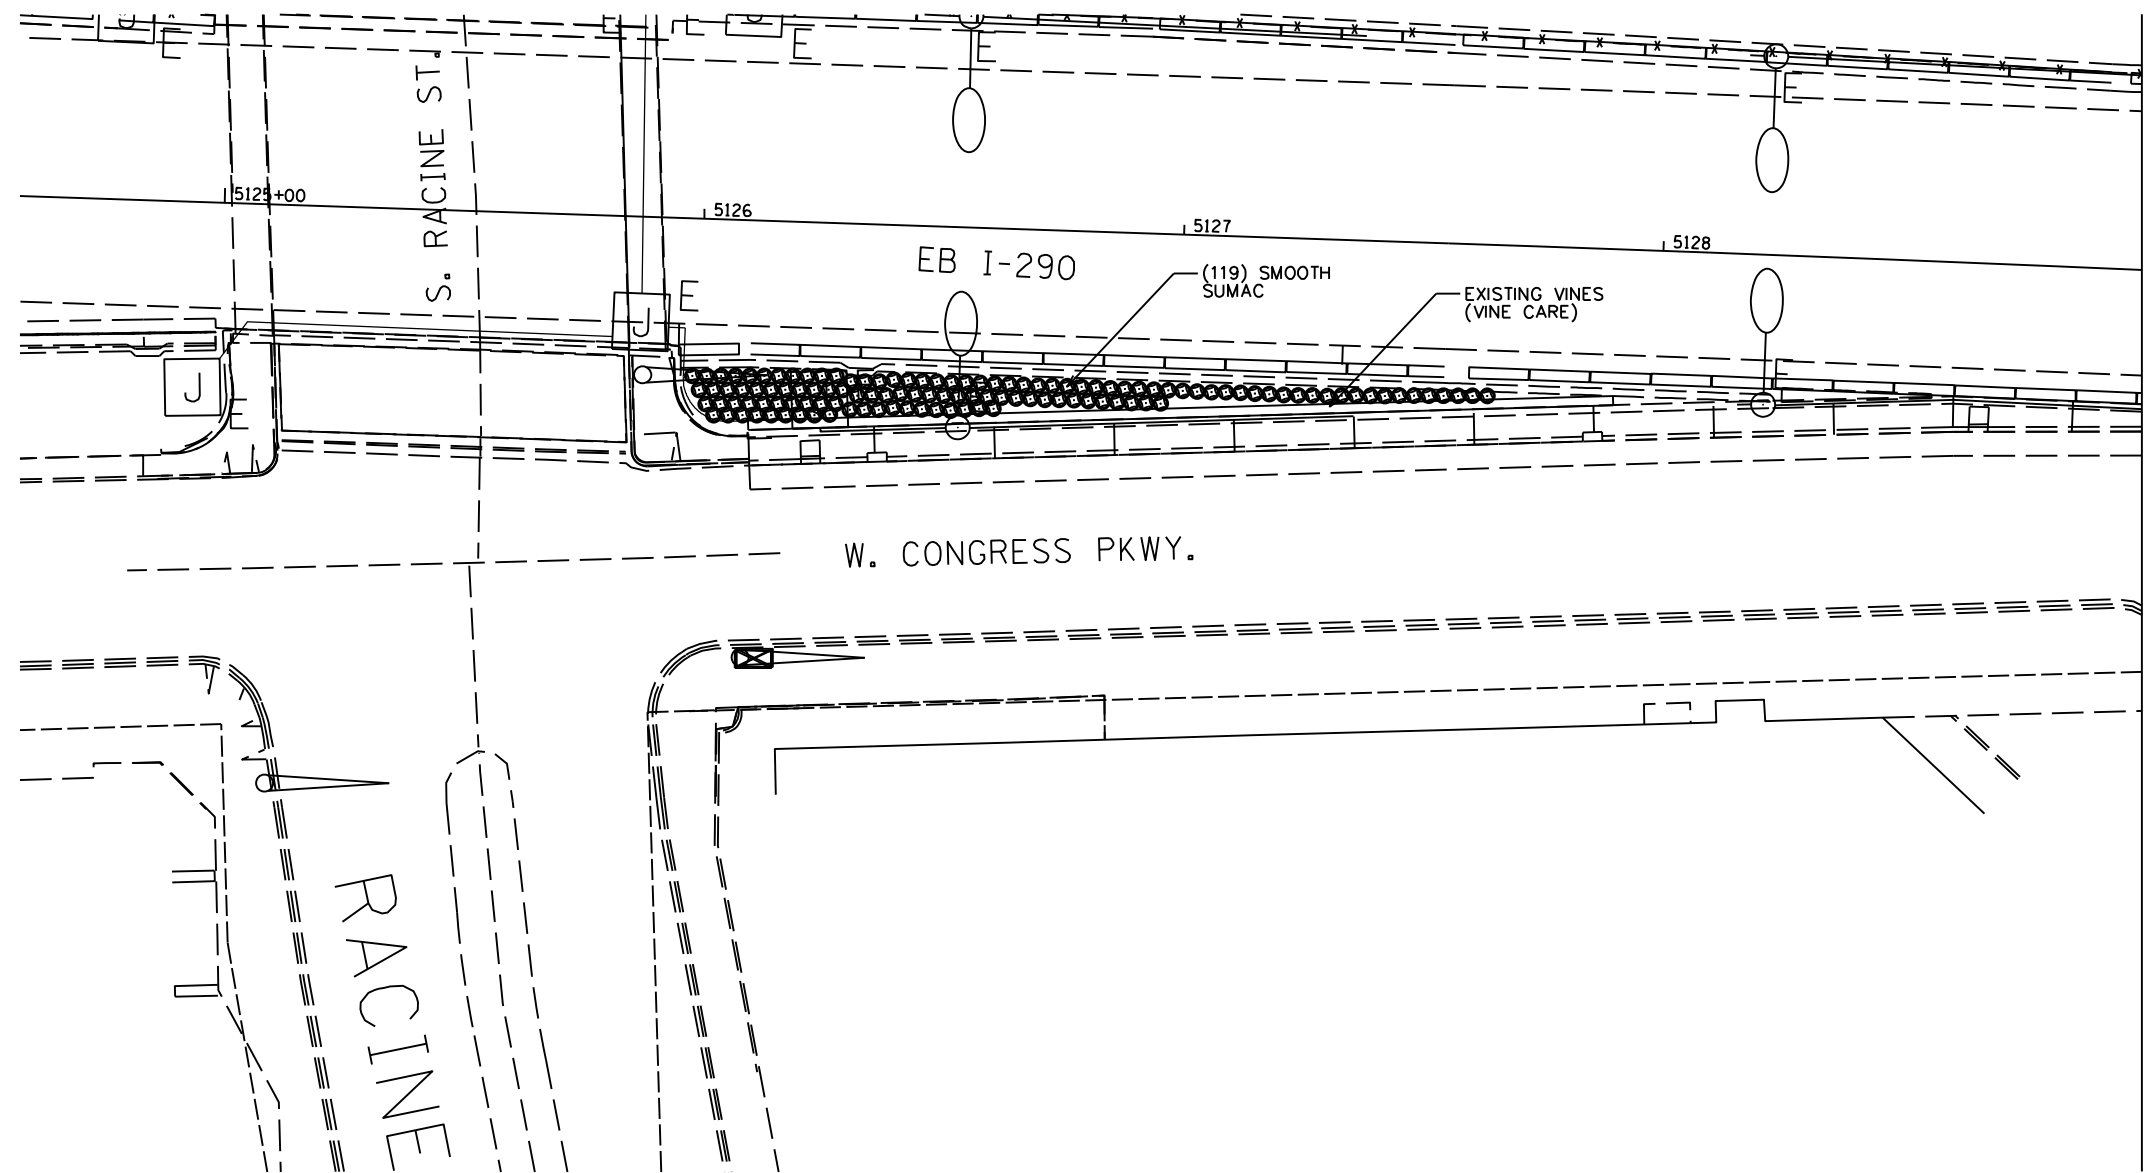 E
E
E
E
E
S. RACINE ST.
5125+00
5126
5127
5128
EB I-290
(119) SMOOTH
SUMAC
EXISTING VINES
(VINE CARE)
E
J
J
E
E
W. CONGRESS PKWY.
RACINE